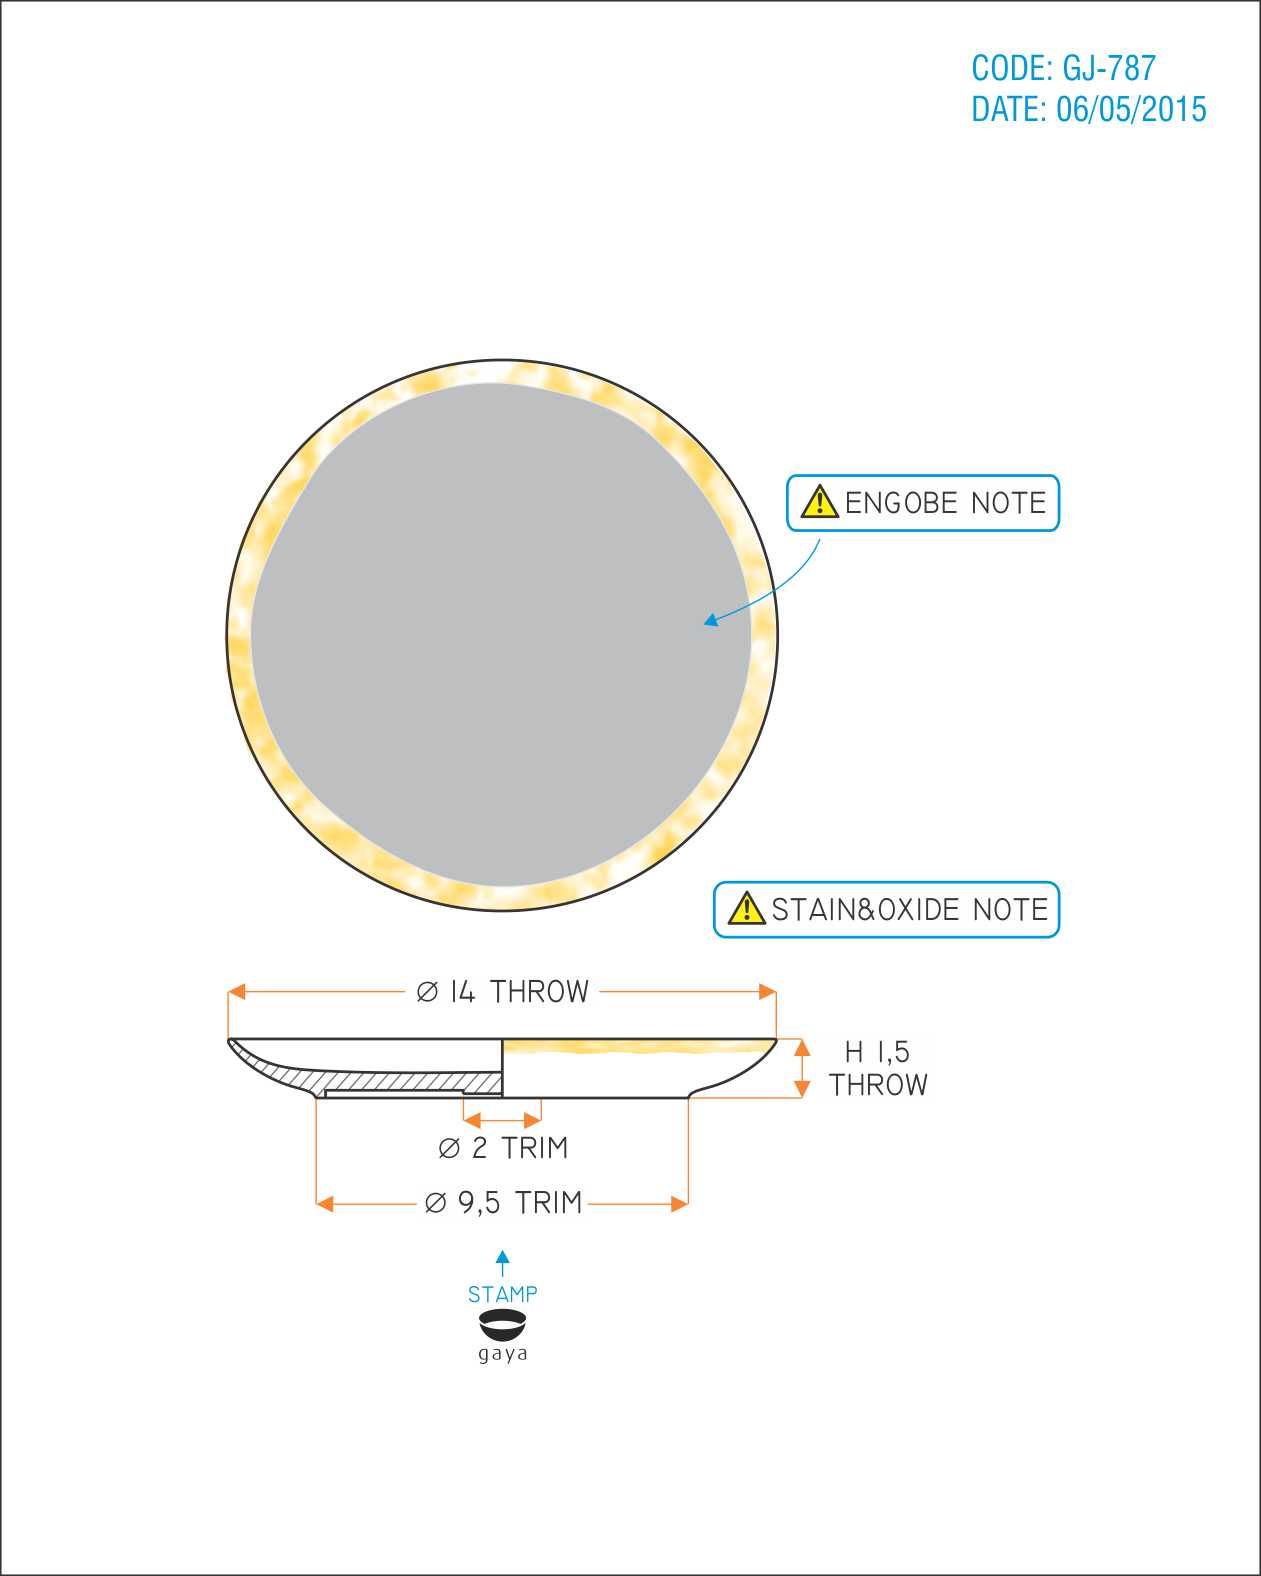 CODE: GJ-787
DATE: 06/05/2015
ENGOBE NOTE
STAIN&OXIDE NOTE
Ø 14 THROW
H 1,5
THROW
Ø 2 TRIM
Ø 9,5 TRIM
STAMP
gaya